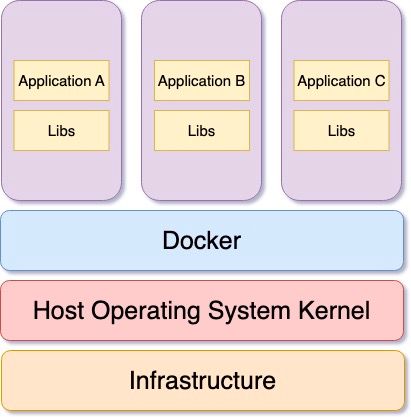 Application A
Application B
Application C
Libs
Libs
Libs
Docker
Host Operating System Kernel
Infrastructure